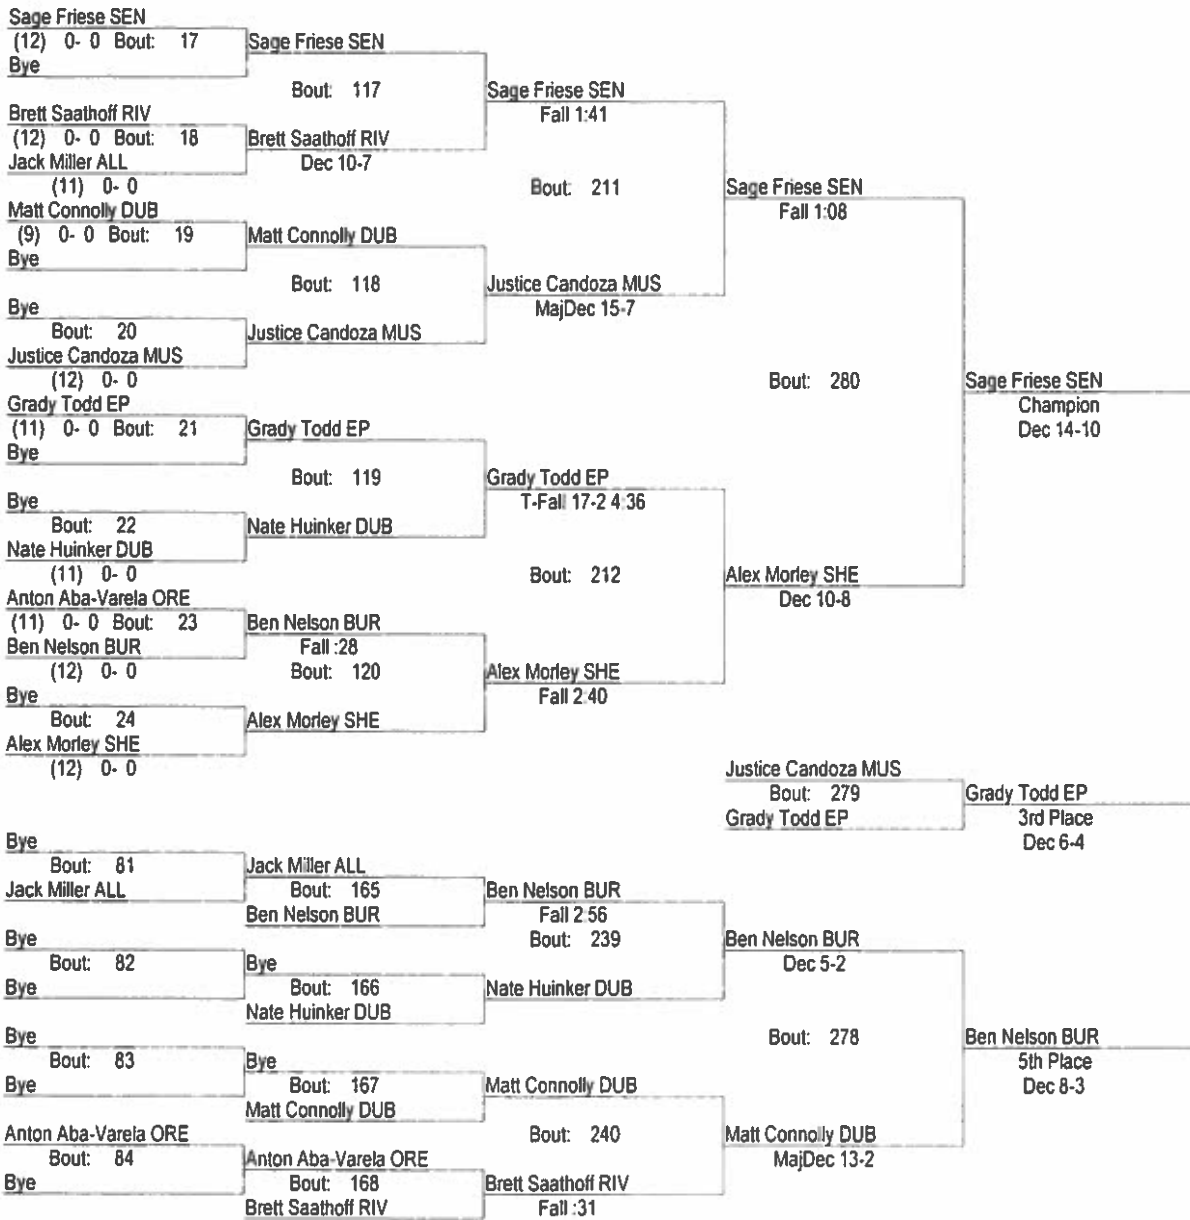 Sage Friese SEN
(12) 0- 0 Bout: 17
Bye
Sage Friese SEN
Bout: 117
Brett Saathoff RIV
(12) 0- 0 Bout: 18
Jack Miller ALL
(11) 0- 0
Brett Saathoff RIV
Dec 10-7
Sage Friese SEN
Fall 1:41
Bout: 211
Matt Connolly DUB
(9) 0- 0 Bout: 19
Bye
Matt Connolly DUB
Bout: 118
Bye
Bout: 20
Justice Candoza MUS
(12) 0- 0
Justice Candoza MUS
Justice Candoza MUS
MajDec 15-7
Sage Friese SEN
Fall 1:08
Bout: 280
Grady Todd EP
(11) 0- 0 Bout: 21
Bye
Grady Todd EP
Bout: 119
Bye
Bout: 22
Nate Huinker DUB
(11) 0- 0
Nate Huinker DUB
Grady Todd EP
T-Fall 17-2 4:36
Bout: 212
Anton Aba-Varela ORE
(11) 0- 0 Bout: 23
Ben Nelson BUR
(12) 0- 0
Ben Nelson BUR
Fall :28
Bout: 120
Bye
Bout: 24
Alex Morley SHE
(12) 0- 0
Alex Morley SHE
Alex Morley SHE
Fall 2:40
Alex Morley SHE
Dec 10-8
Sage Friese SEN
Champion
Dec 14-10
Justice Candoza MUS
Bout: 279
Grady Todd EP
Grady Todd EP
3rd Place
Dec 6-4
Bye
Bout: 81
Jack Miller ALL
Jack Miller ALL
Bout: 165
Ben Nelson BUR
Ben Nelson BUR
Fall 2:56
Bout: 239
Bye
Bout: 82
Bye
Bye
Bout: 166
Nate Huinker DUB
Nate Huinker DUB
Ben Nelson BUR
Dec 5-2
Bout: 278
Bye
Bout: 83
Bye
Bye
Bout: 167
Matt Connolly DUB
Matt Connolly DUB
Bout: 240
Anton Aba-Varela ORE
Bout: 84
Bye
Anton Aba-Varela ORE
Bout: 168
Brett Saathoff RIV
Brett Saathoff RIV
Fall :31
Matt Connolly DUB
MajDec 13-2
Ben Nelson BUR
5th Place
Dec 8-3